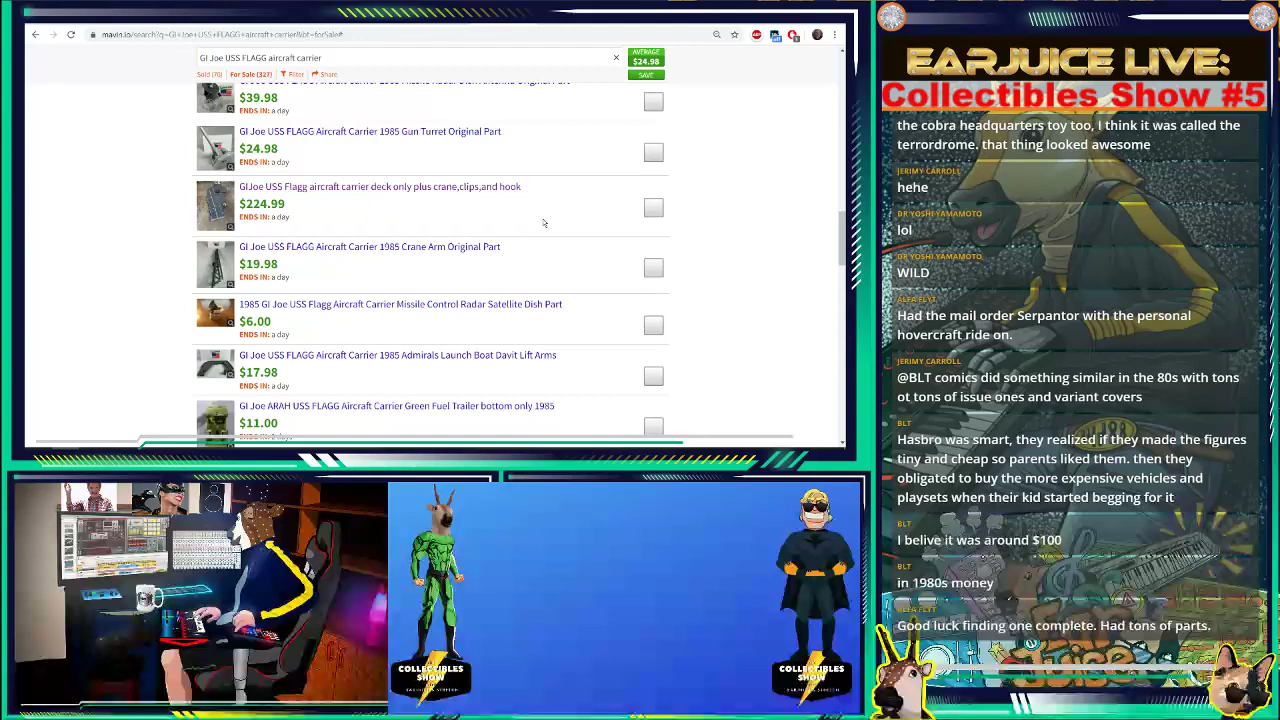 mavin.io/search?q=GI+Joe+USS+FLAGG+aircraft+carrier&bt=forSale#
GI Joe USS FLAGG aircraft carrier
AVERAGE
$24.98
Sold (70)
For Sale (327)
Filter
Share
SAVE
$39.98
ENDS IN: a day
GI Joe USS FLAGG Aircraft Carrier 1985 Gun Turret Original Part
$24.98
ENDS IN: a day
GIJoe USS Flagg aircraft carrier deck only plus crane,clips,and hook
$224.99
ENDS IN: a day
GI Joe USS FLAGG Aircraft Carrier 1985 Crane Arm Original Part
$19.98
ENDS IN: a day
1985 GI Joe USS Flagg Aircraft Carrier Missile Control Radar Satellite Dish Part
$6.00
ENDS IN: a day
GI Joe USS FLAGG Aircraft Carrier 1985 Admirals Launch Boat Davit Lift Arms
$17.98
ENDS IN: a day
GI Joe ARAH USS FLAGG Aircraft Carrier Green Fuel Trailer bottom only 1985
$11.00
EARJUICE LIVE:
Collectibles Show #5
the cobra headquarters toy too, I think it was called the
terrordrome. that thing looked awesome
JERIMY CARROLL
hehe
DR YOSHI YAMAMOTO
lol
DR YOSHI YAMAMOTO
WILD
ALFA FLYT
Had the mail order Serpantor with the personal
hovercraft ride on.
JERIMY CARROLL
@BLT comics did something similar in the 80s with tons
ot tons of issue ones and variant covers
BLT
Hasbro was smart, they realized if they made the figures
tiny and cheap so parents liked them. then they
obligated to buy the more expensive vehicles and
playsets when their kid started begging for it
BLT
I belive it was around $100
BLT
in 1980s money
ALFA FLYT
Good luck finding one complete. Had tons of parts.
COLLECTIBLES
SHOW
COLLECTIBLES
SHOW